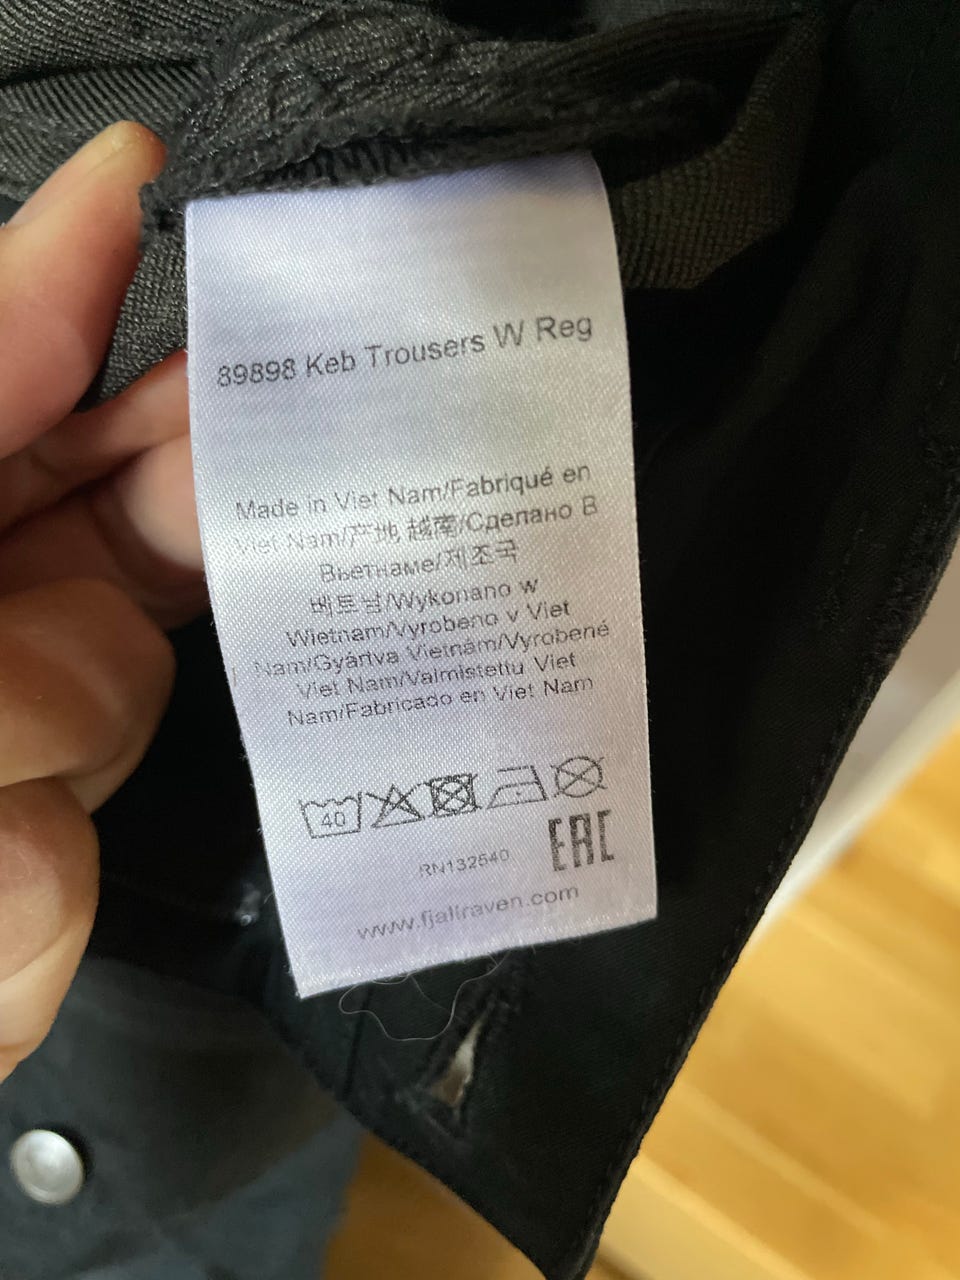 89898 Keb Trousers W Reg
Made in Viet Nam/Fabriqué en
Viet Nam/产地 越南/Сделано В
Вьетнаме/제조국
베트남/Wykonano w
Wietnam/Vyrobeno v Viet
Nam/Gyártva Vietnám/Vyrobené
Viet Nam/Valmistettu Viet
Nam/Fabricado en Viet Nam
40
EAC
RN132540
www.fjallraven.com